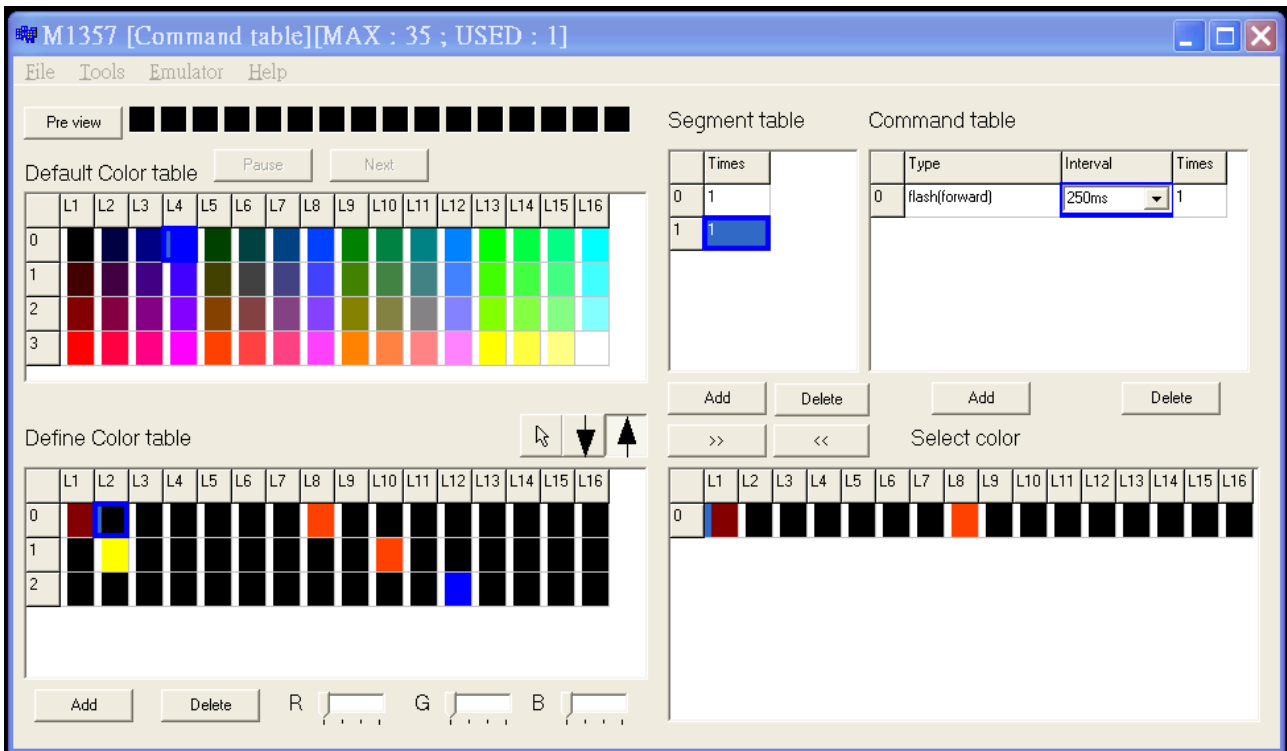 M1357 [Command table][MAX : 35 ; USED : 1]
File Tools Emulator Help
Pre view
Default Color table
Pause Next
L1 L2 L3 L4 L5 L6 L7 L8 L9 L10 L11 L12 L13 L14 L15 L16
0
1
2
3
Define Color table
L1 L2 L3 L4 L5 L6 L7 L8 L9 L10 L11 L12 L13 L14 L15 L16
0
1
2
Add Delete R G B
Segment table
Times
0 1
1 1
Add Delete
>> <<
Command table
Type Interval Times
0 flash(forward) 250ms 1
Add Delete
Select color
L1 L2 L3 L4 L5 L6 L7 L8 L9 L10 L11 L12 L13 L14 L15 L16
0